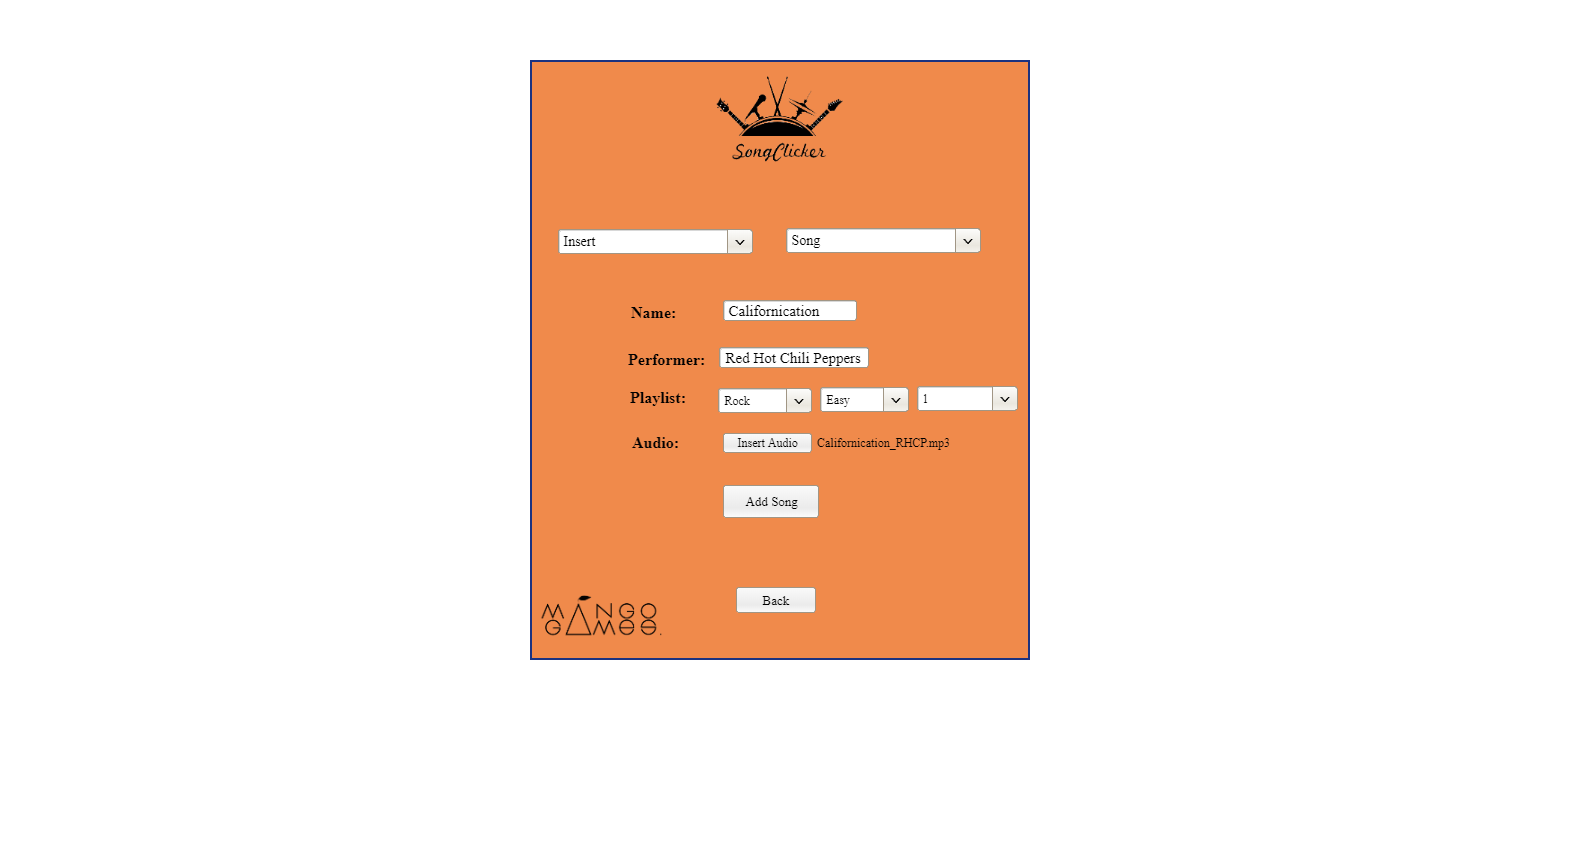 SongClicker
Insert Song
Name: Californication
Performer: Red Hot Chili Peppers
Playlist: Rock Easy 1
Audio: Insert Audio Californication_RHCP.mp3
Add Song
Back
MANGO
GAMES.